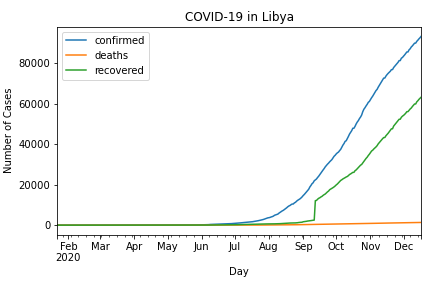 COVID-19 in Libya
confirmed
deaths
recovered
Number of Cases
80000
60000
40000
20000
0
Feb Mar Apr May Jun Jul Aug Sep Oct Nov Dec
2020
Day